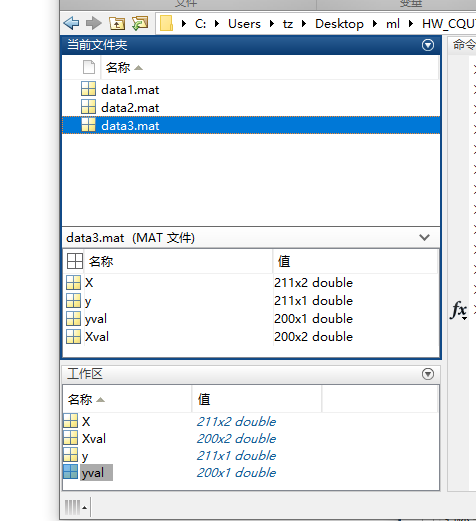 文件
变量
C: Users tz Desktop ml HW_CQU
当前文件夹
命令
名称
data1.mat
data2.mat
data3.mat
data3.mat (MAT 文件)
名称 值
X 211x2 double
y 211x1 double
yval 200x1 double
Xval 200x2 double
fx
工作区
名称 值
X 211x2 double
Xval 200x2 double
y 211x1 double
yval 200x1 double